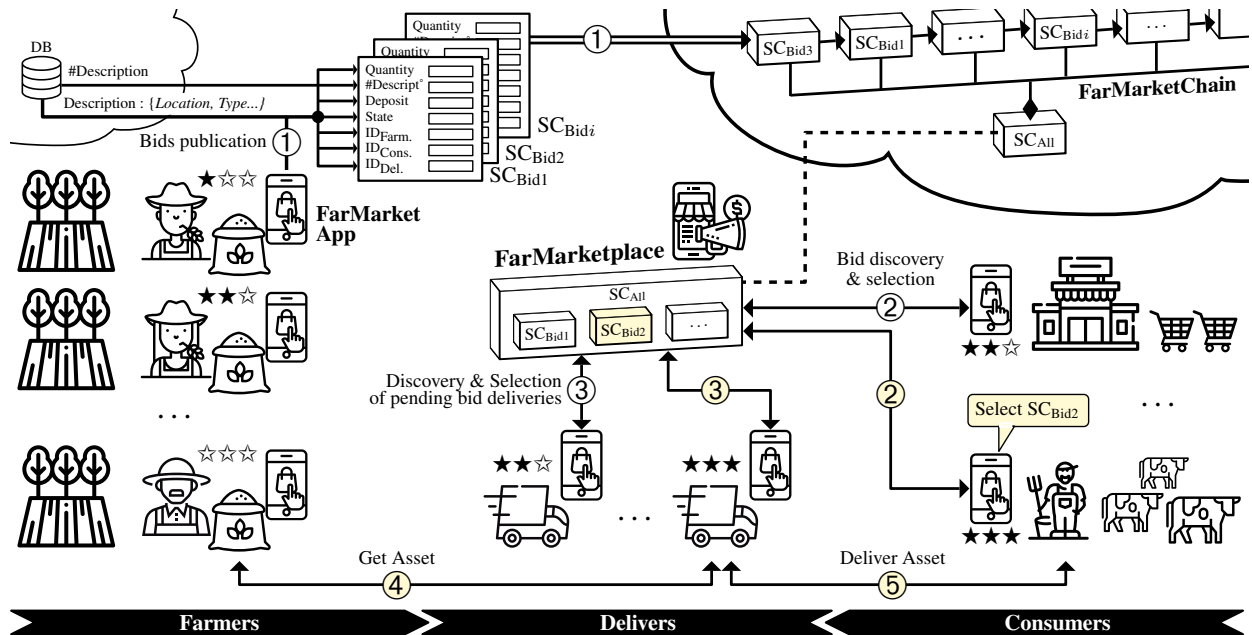 DB
#Description
Description : {Location, Type...}
Bids publication
1
Quantity
Quantity
Quantity
#Descript°
Deposit
State
IDFarm.
IDCons.
IDDel.
SCBidi
SCBid2
SCBid1
1
SCBid3
SCBid1
...
SCBidi
...
FarMarketChain
SCAll
FarMarket
App
FarMarketplace
SCAll
SCBid1
SCBid2
...
$
Bid discovery
& selection
2
2
Discovery & Selection
of pending bid deliveries
3
3
Select SCBid2
...
...
...
Get Asset
4
Deliver Asset
5
Farmers
Delivers
Consumers